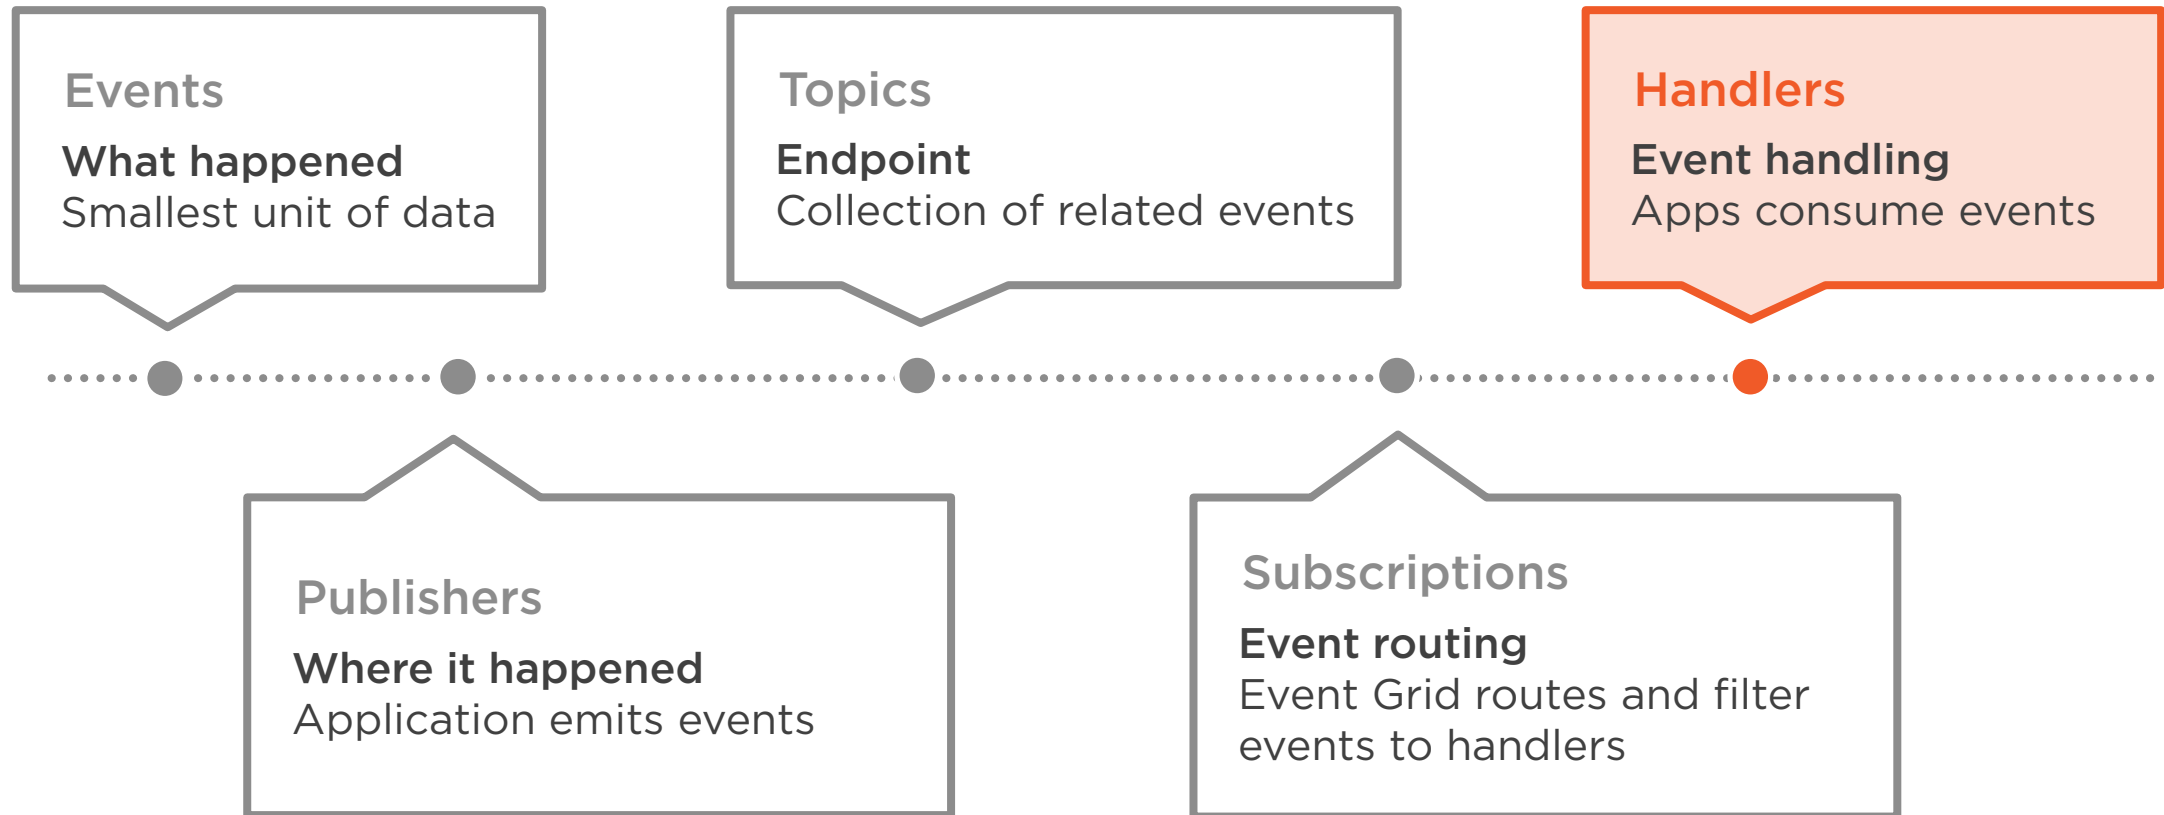 Events
What happened
Smallest unit of data
Topics
Endpoint
Collection of related events
Handlers
Event handling
Apps consume events
Publishers
Where it happened
Application emits events
Subscriptions
Event routing
Event Grid routes and filter
events to handlers